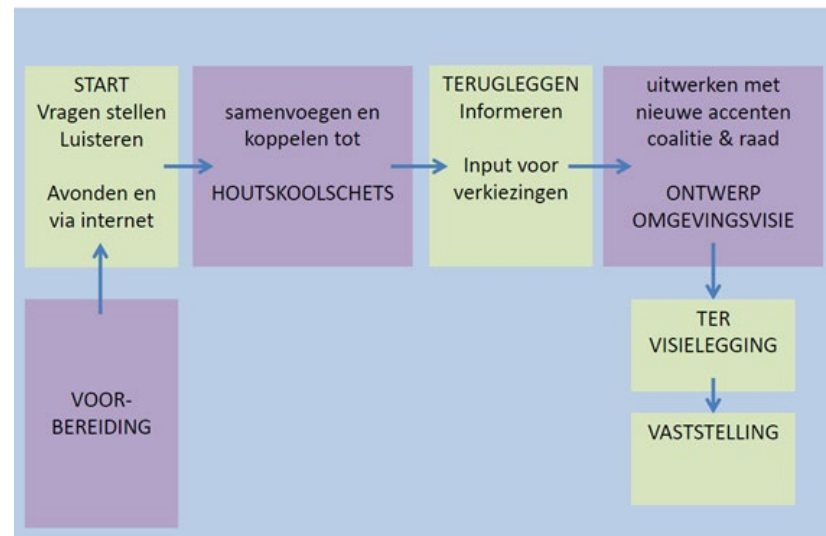 START
Vragen stellen
Luisteren
Avonden en
via internet
samenvoegen en
koppelen tot
HOUTSKOOLSCHETS
TERUGLEGGEN
Informeren
Input voor
verkiezingen
uitwerken met
nieuwe accenten
coalitie & raad
ONTWERP
OMGEVINGSVISIE
VOOR-
BEREIDING
TER
VISIELEGGING
VASTSTELLING